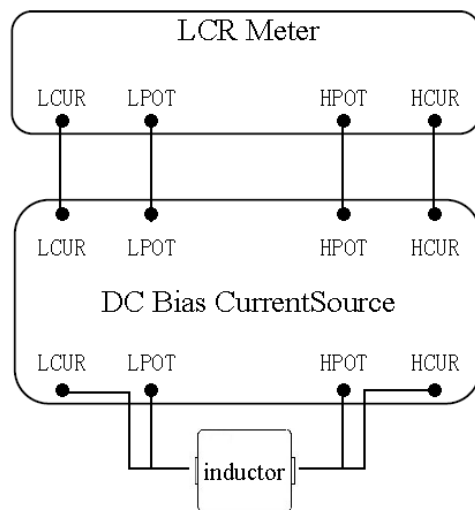 LCR Meter
LCUR LPOT HPOT HCUR
LCUR LPOT HPOT HCUR
DC Bias CurrentSource
LCUR LPOT HPOT HCUR
inductor